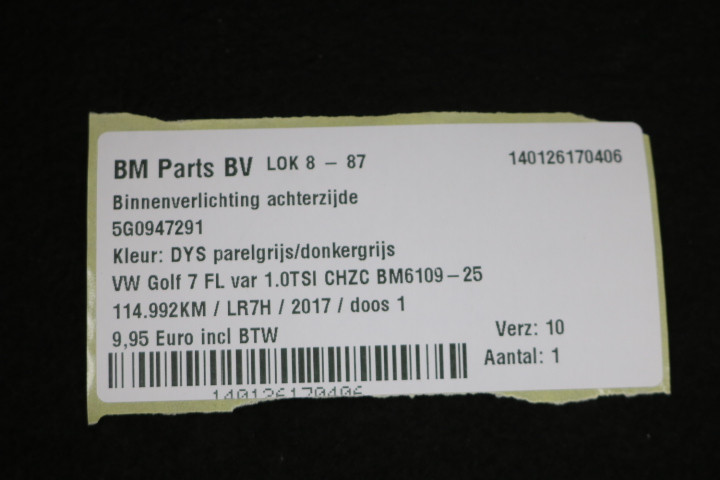 BM Parts BV LOK 8 - 87 140126170406
Binnenverlichting achterzijde
5G0947291
Kleur: DYS parelgrijs/donkergrijs
VW Golf 7 FL var 1.0TSI CHZC BM6109-25
114.992KM / LR7H / 2017 / doos 1
9,95 Euro incl BTW Verz: 10
Aantal: 1
140126170406